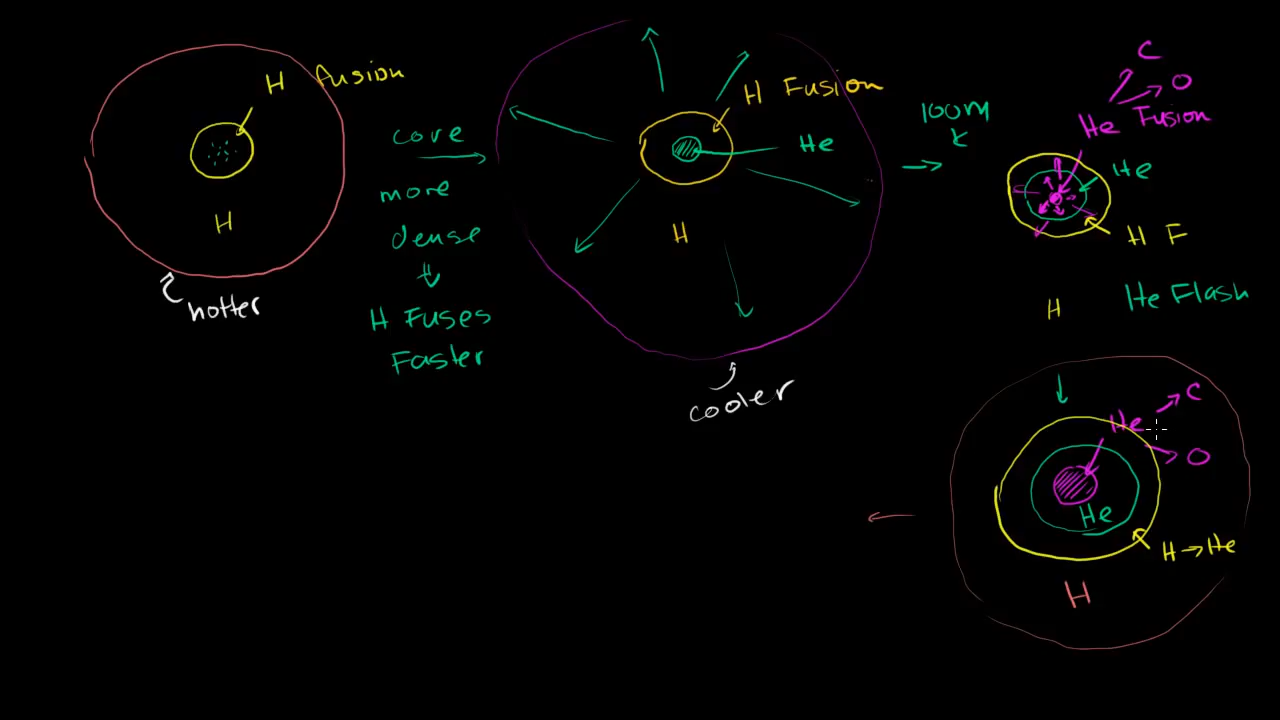 H fusion
H
hotter
core
more
dense
H Fuses
Faster
H Fusion
He
H
cooler
100M
K
C
O
He Fusion
He
H F
He Flash
H
He
C
O
He
H → He
H